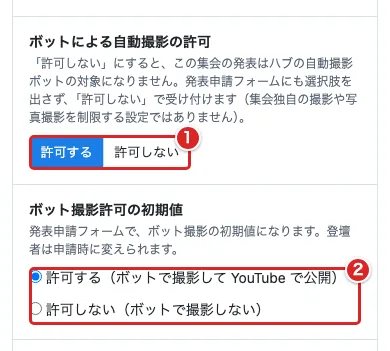 ボットによる自動撮影の許可
「許可しない」にすると、この集会の発表はハブの自動撮影
ボットの対象になりません。発表申請フォームにも選択肢を
出さず、「許可しない」で受け付けます（集会独自の撮影や写
真撮影を制限する設定ではありません）。
1
許可する 許可しない
ボット撮影許可の初期値
発表申請フォームで、ボット撮影の初期値になります。登壇
者は申請時に変えられます。
2
許可する（ボットで撮影して YouTube で公開）
許可しない（ボットで撮影しない）